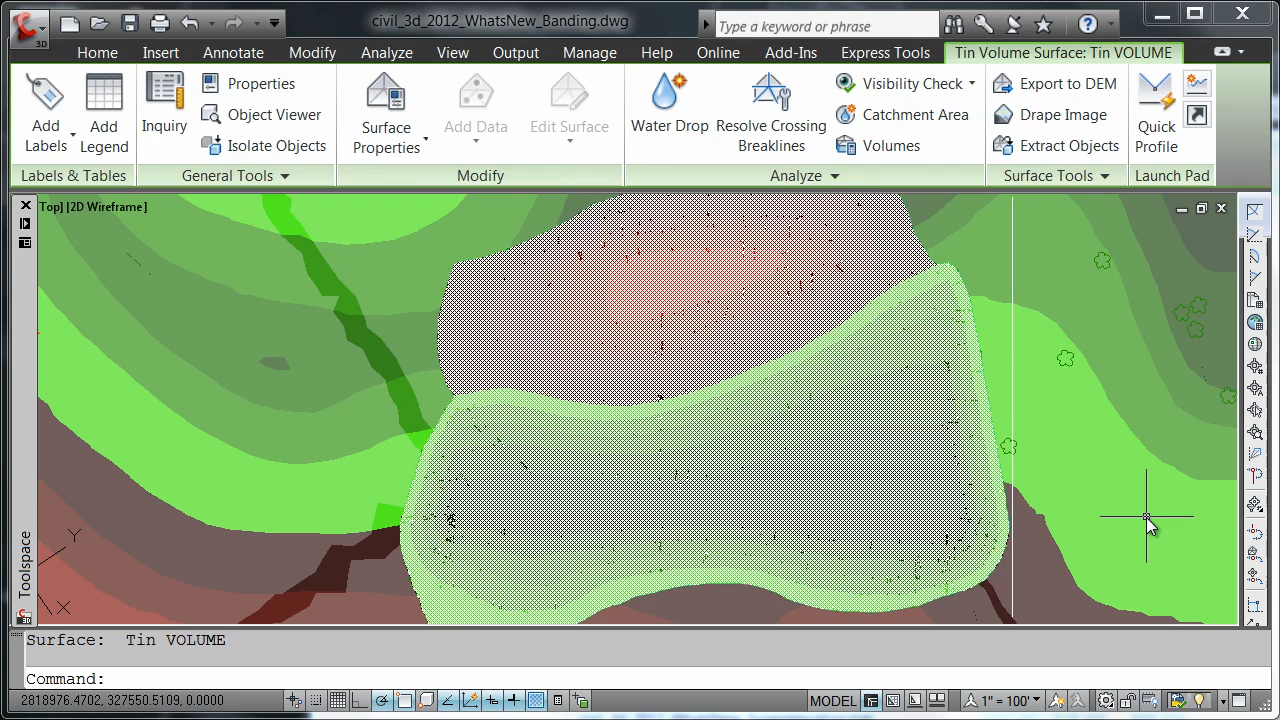 civil_3d_2012_WhatsNew_Banding.dwg
Type a keyword or phrase
3D
Home Insert Annotate Modify Analyze View Output Manage Help Online Add-Ins Express Tools Tin Volume Surface: Tin VOLUME
Add Labels
Add Legend
Inquiry
Properties
Object Viewer
Isolate Objects
Surface Properties
Add Data
Edit Surface
Water Drop
Resolve Crossing Breaklines
Visibility Check
Catchment Area
Volumes
Export to DEM
Drape Image
Extract Objects
Quick Profile
Labels & Tables
General Tools
Modify
Analyze
Surface Tools
Launch Pad
Top] [2D Wireframe]
Toolspace
Y
X
Surface: Tin VOLUME
Command:
2818976.4702, 327550.5109, 0.0000
MODEL
1" = 100'